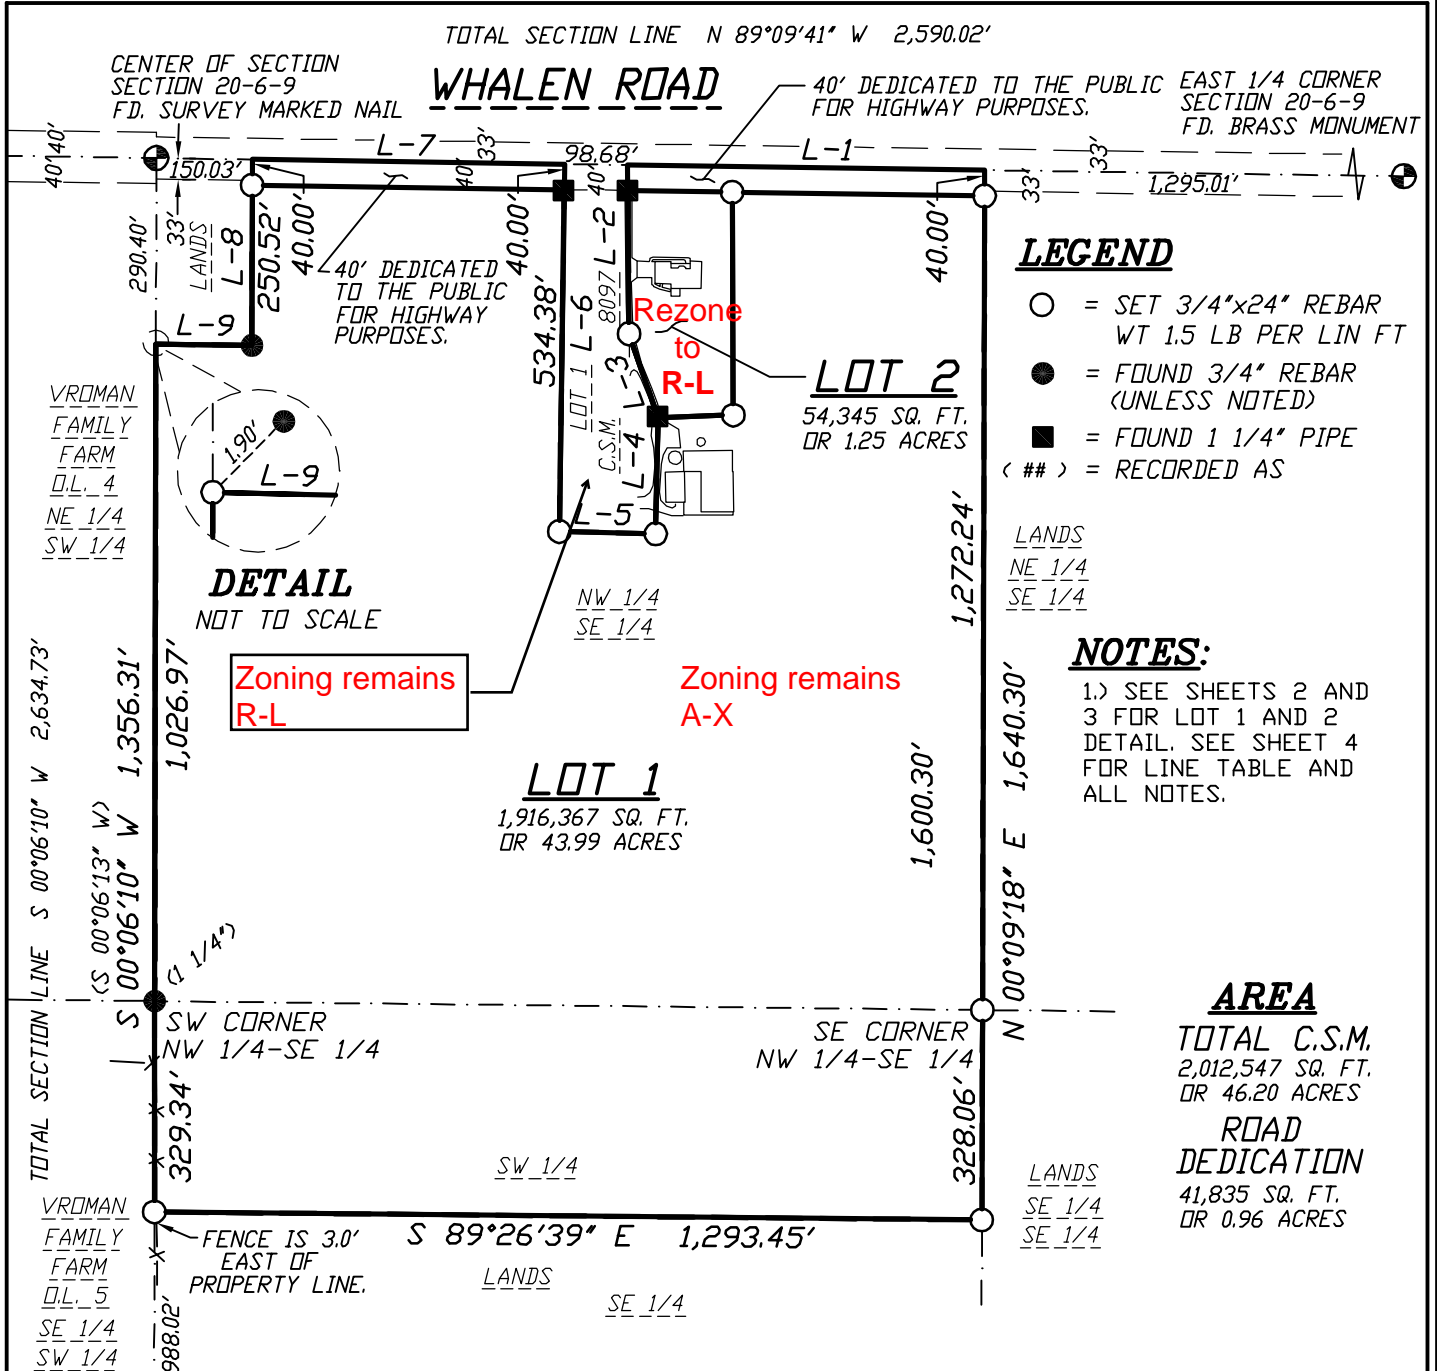 TOTAL SECTION LINE N 89°09'41" W 2,590.02'
CENTER OF SECTION
SECTION 20-6-9
FD. SURVEY MARKED NAIL
WHALEN ROAD
40' DEDICATED TO THE PUBLIC
FOR HIGHWAY PURPOSES.
EAST 1/4 CORNER
SECTION 20-6-9
FD. BRASS MONUMENT
40'
40'
150.03'
L-7
33'
40'
98.68'
40'
L-1
33'
33'
1,295.01'
290.40'
33'
LANDS
L-8
250.52'
40.00'
40.00'
40.00'
40' DEDICATED
TO THE PUBLIC
FOR HIGHWAY
PURPOSES.
L-9
534.38'
LOT 1
L-6
C.S.M.
8097
L-2
L-3
L-4
L-5
Rezone
to
R-L
LOT 2
54,345 SQ. FT.
OR 1.25 ACRES
LEGEND
= SET 3/4"x24" REBAR
WT 1.5 LB PER LIN FT
= FOUND 3/4" REBAR
(UNLESS NOTED)
= FOUND 1 1/4" PIPE
( ## ) = RECORDED AS
VROMAN
FAMILY
FARM
O.L. 4
NE 1/4
SW 1/4
1.90'
L-9
DETAIL
NOT TO SCALE
NW 1/4
SE 1/4
1,272.24'
LANDS
NE 1/4
SE 1/4
Zoning remains
R-L
Zoning remains
A-X
NOTES:
1.) SEE SHEETS 2 AND
3 FOR LOT 1 AND 2
DETAIL. SEE SHEET 4
FOR LINE TABLE AND
ALL NOTES.
LOT 1
1,916,367 SQ. FT.
OR 43.99 ACRES
TOTAL SECTION LINE S 00°06'10" W 2,634.73'
(S 00°06'13" W)
S 00°06'10" W 1,356.31'
1,026.97'
1,600.30'
N 00°09'18" E 1,640.30'
(1 1/4")
SW CORNER
NW 1/4-SE 1/4
SE CORNER
NW 1/4-SE 1/4
AREA
TOTAL C.S.M.
2,012,547 SQ. FT.
OR 46.20 ACRES
ROAD
DEDICATION
41,835 SQ. FT.
OR 0.96 ACRES
329.34'
328.06'
SW 1/4
LANDS
SE 1/4
SE 1/4
VROMAN
FAMILY
FARM
O.L. 5
SE 1/4
SW 1/4
FENCE IS 3.0'
EAST OF
PROPERTY LINE.
S 89°26'39" E 1,293.45'
LANDS
SE 1/4
988.02'